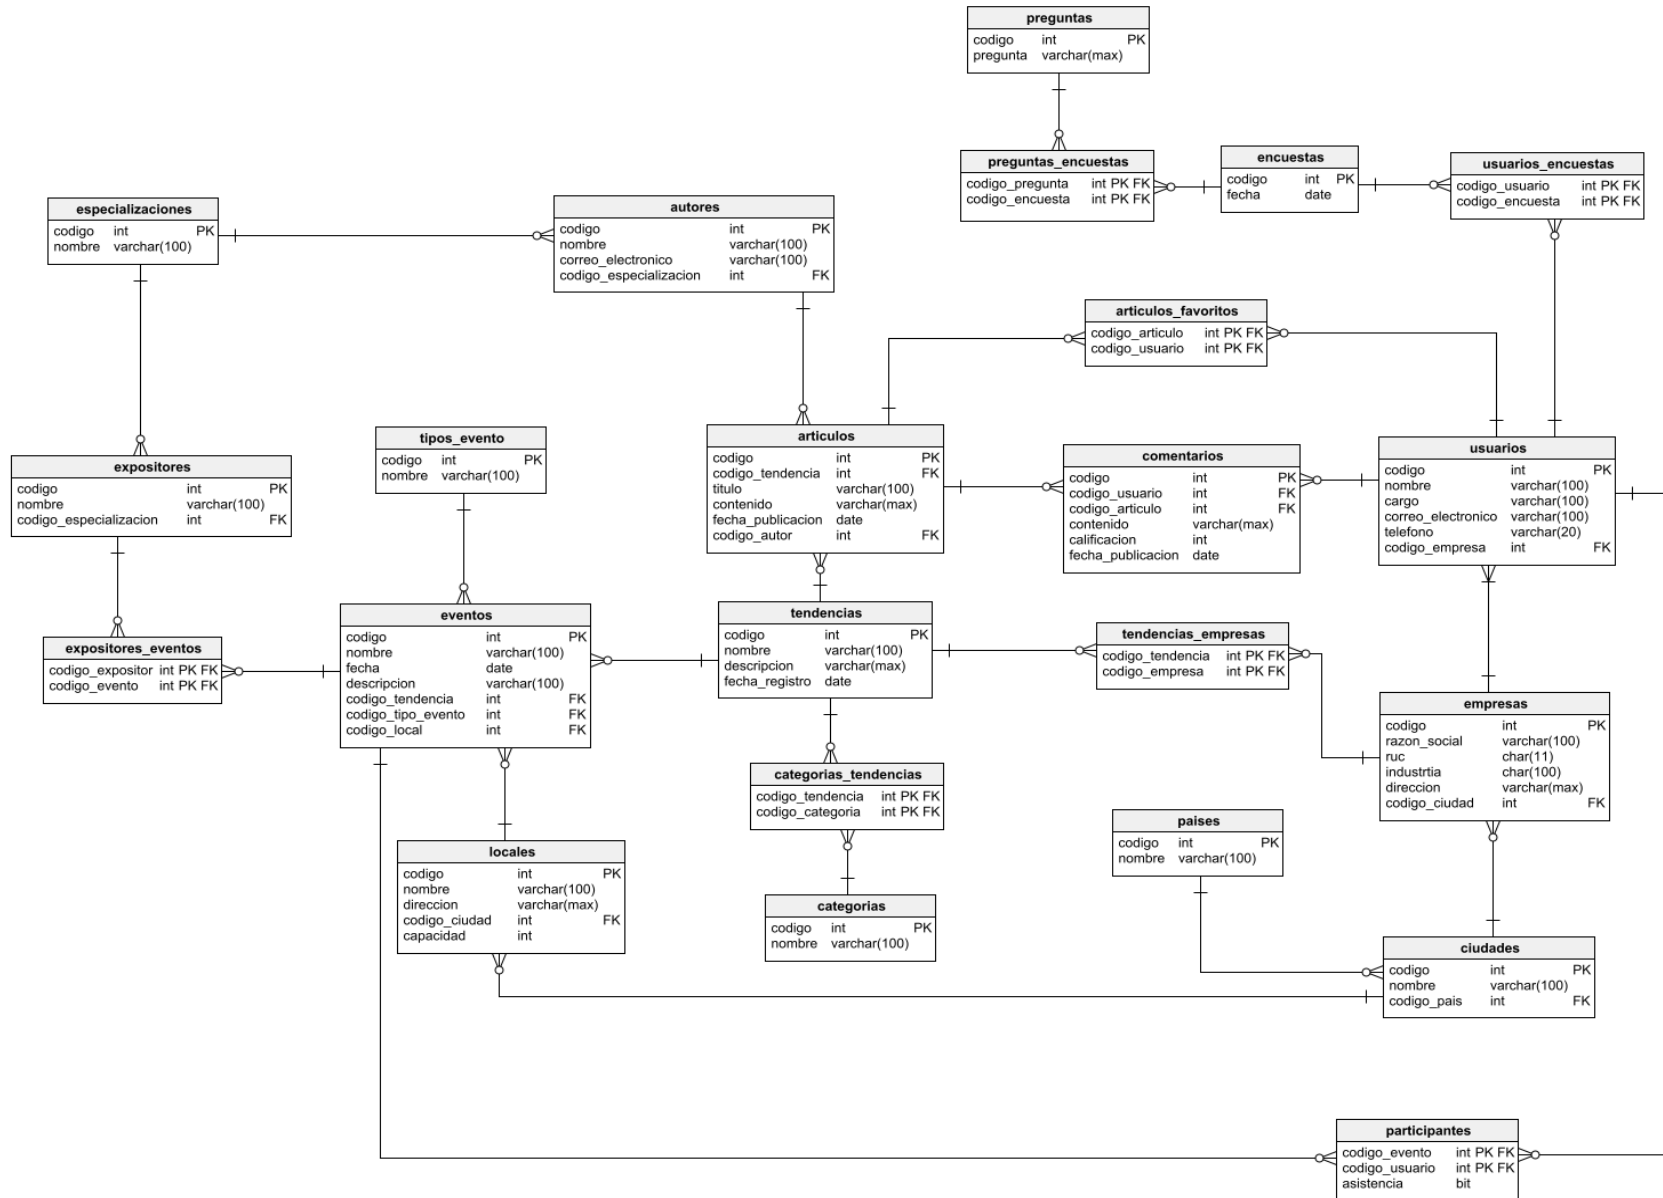 preguntas
codigo int PK
pregunta varchar(max)
preguntas_encuestas
codigo_pregunta int PK FK
codigo_encuesta int PK FK
encuestas
codigo int PK
fecha date
usuarios_encuestas
codigo_usuario int PK FK
codigo_encuesta int PK FK
especializaciones
codigo int PK
nombre varchar(100)
autores
codigo int PK
nombre varchar(100)
correo_electronico varchar(100)
codigo_especializacion int FK
articulos_favoritos
codigo_articulo int PK FK
codigo_usuario int PK FK
expositores
codigo int PK
nombre varchar(100)
codigo_especializacion int FK
tipos_evento
codigo int PK
nombre varchar(100)
articulos
codigo int PK
codigo_tendencia int FK
titulo varchar(100)
contenido varchar(max)
fecha_publicacion date
codigo_autor int FK
comentarios
codigo int PK
codigo_usuario int FK
codigo_articulo int FK
contenido varchar(max)
calificacion int
fecha_publicacion date
usuarios
codigo int PK
nombre varchar(100)
cargo varchar(100)
correo_electronico varchar(100)
telefono varchar(20)
codigo_empresa int FK
expositores_eventos
codigo_expositor int PK FK
codigo_evento int PK FK
eventos
codigo int PK
nombre varchar(100)
fecha date
descripcion varchar(100)
codigo_tendencia int FK
codigo_tipo_evento int FK
codigo_local int FK
tendencias
codigo int PK
nombre varchar(100)
descripcion varchar(max)
fecha_registro date
tendencias_empresas
codigo_tendencia int PK FK
codigo_empresa int PK FK
empresas
codigo int PK
razon_social varchar(100)
ruc char(11)
industrtia char(100)
direccion varchar(max)
codigo_ciudad int FK
categorias_tendencias
codigo_tendencia int PK FK
codigo_categoria int PK FK
paises
codigo int PK
nombre varchar(100)
locales
codigo int PK
nombre varchar(100)
direccion varchar(max)
codigo_ciudad int FK
capacidad int
categorias
codigo int PK
nombre varchar(100)
ciudades
codigo int PK
nombre varchar(100)
codigo_pais int FK
participantes
codigo_evento int PK FK
codigo_usuario int PK FK
asistencia bit